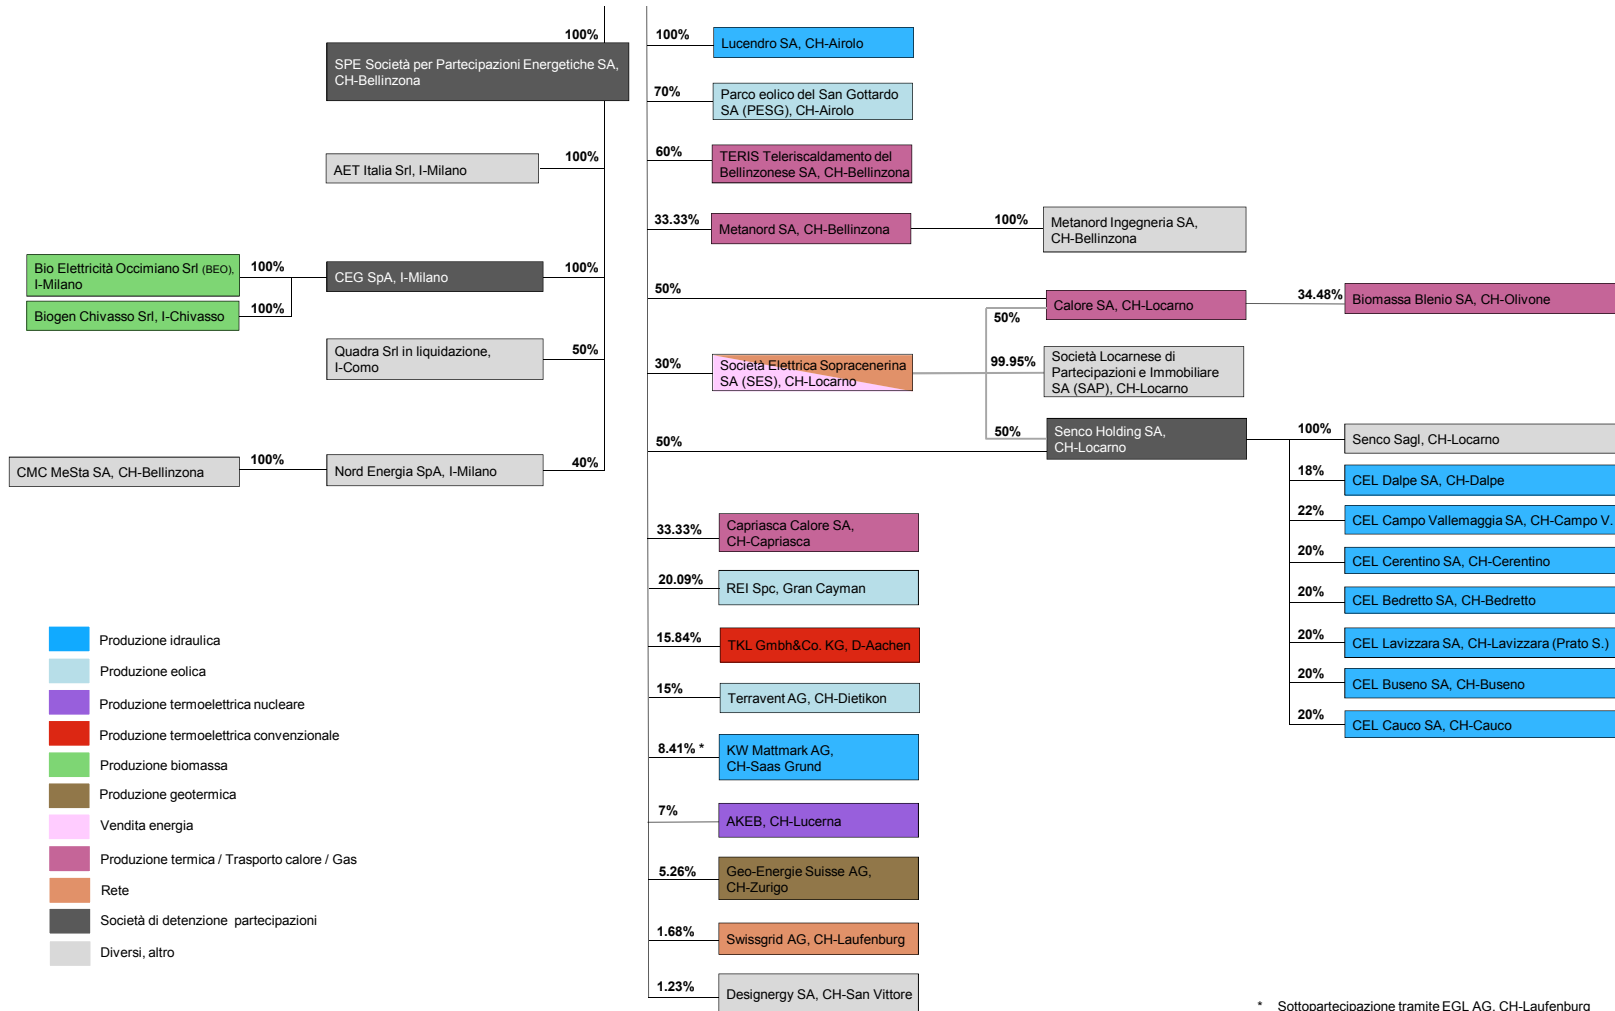 100%
SPE Società per Partecipazioni Energetiche SA,
CH-Bellinzona
100%
AET Italia Srl, I-Milano
Bio Elettricità Occimiano Srl (BEO),
I-Milano
100%
CEG SpA, I-Milano
100%
Biogen Chivasso Srl, I-Chivasso
100%
Quadra Srl in liquidazione,
I-Como
50%
CMC MeSta SA, CH-Bellinzona
100%
Nord Energia SpA, I-Milano
40%
100%
Lucendro SA, CH-Airolo
70%
Parco eolico del San Gottardo
SA (PESG), CH-Airolo
60%
TERIS Teleriscaldamento del
Bellinzonese SA, CH-Bellinzona
33.33%
Metanord SA, CH-Bellinzona
100%
Metanord Ingegneria SA,
CH-Bellinzona
50%
Calore SA, CH-Locarno
50%
34.48%
Biomassa Blenio SA, CH-Olivone
30%
Società Elettrica Sopracenerina
SA (SES), CH-Locarno
99.95%
Società Locarnese di
Partecipazioni e Immobiliare
SA (SAP), CH-Locarno
50%
50%
Senco Holding SA,
CH-Locarno
100%
Senco Sagl, CH-Locarno
18%
CEL Dalpe SA, CH-Dalpe
22%
CEL Campo Vallemaggia SA, CH-Campo V.
20%
CEL Cerentino SA, CH-Cerentino
20%
CEL Bedretto SA, CH-Bedretto
20%
CEL Lavizzara SA, CH-Lavizzara (Prato S.)
20%
CEL Buseno SA, CH-Buseno
20%
CEL Cauco SA, CH-Cauco
33.33%
Capriasca Calore SA,
CH-Capriasca
20.09%
REI Spc, Gran Cayman
15.84%
TKL Gmbh&Co. KG, D-Aachen
15%
Terravent AG, CH-Dietikon
8.41% *
KW Mattmark AG,
CH-Saas Grund
7%
AKEB, CH-Lucerna
5.26%
Geo-Energie Suisse AG,
CH-Zurigo
1.68%
Swissgrid AG, CH-Laufenburg
1.23%
Designergy SA, CH-San Vittore
Produzione idraulica
Produzione eolica
Produzione termoelettrica nucleare
Produzione termoelettrica convenzionale
Produzione biomassa
Produzione geotermica
Vendita energia
Produzione termica / Trasporto calore / Gas
Rete
Società di detenzione partecipazioni
Diversi, altro
* Sottopartecipazione tramite EGL AG, CH-Laufenburg